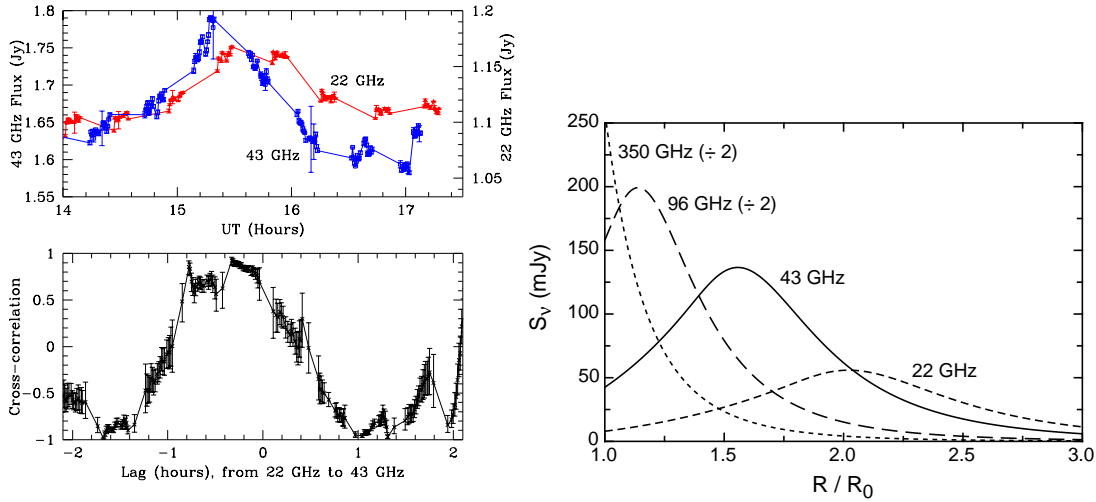 1.8
1.75
1.7
1.65
1.6
1.55
43 GHz Flux (Jy)
1.2
1.15
1.1
1.05
22 GHz Flux (Jy)
22 GHz
43 GHz
14 15 16 17
UT (Hours)
1
0.5
0
−0.5
−1
Cross−correlation
−2 −1 0 1 2
Lag (hours), from 22 GHz to 43 GHz
250
200
150
100
50
0
Sν (mJy)
350 GHz (÷ 2)
96 GHz (÷ 2)
43 GHz
22 GHz
1.0 1.5 2.0 2.5 3.0
R / R0